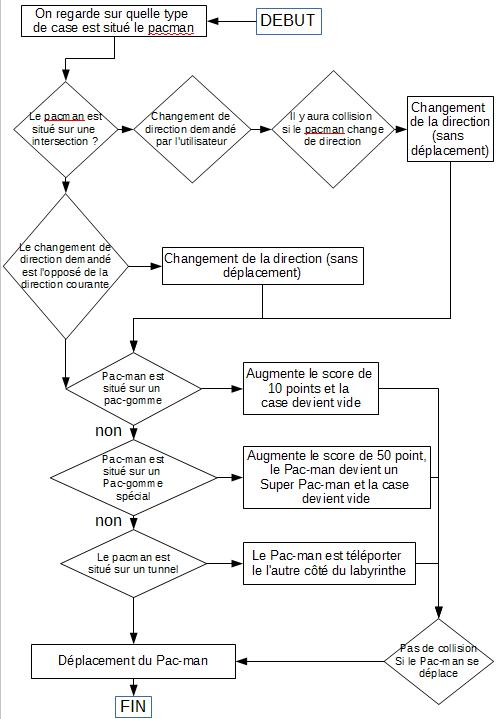 On regarde sur quelle type
de case est situé le pacman
DEBUT
Le pacman est
situé sur une
intersection ?
Changement de
direction demandé
par l'utilisateur
Il y aura collision
si le pacman change
de direction
Changement
de la direction
(sans
déplacement)
Le changement de
direction demandé
est l'opposé de la
direction courante
Changement de la direction (sans
déplacement)
Pac-man est
situé sur un
pac-gomme
Augmente le score de
10 points et la
case devient vide
non
Pac-man est
situé sur un
Pac-gomme
spécial
Augmente le score de 50 point,
le Pac-man devient un
Super Pac-man et la case
devient vide
non
Le pacman est
situé sur un tunnel
Le Pac-man est téléporter
le l'autre côté du labyrinthe
Pas de collision
Si le Pac-man se
déplace
Déplacement du Pac-man
FIN